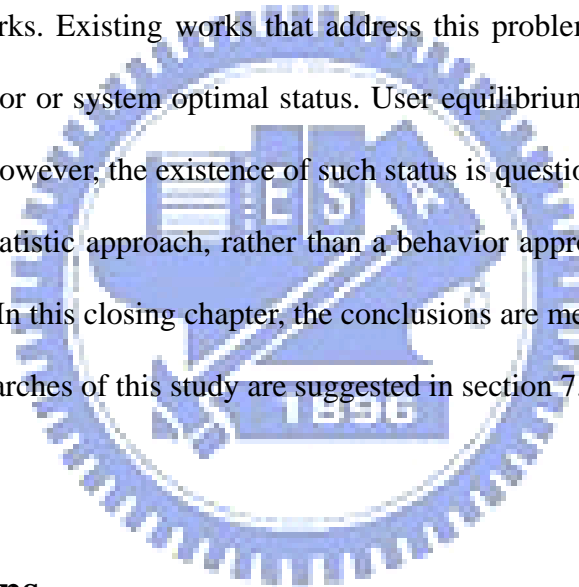 rks. Existing works that address this problem
or or system optimal status. User equilibrium
owever, the existence of such status is questio
atistic approach, rather than a behavior appr
In this closing chapter, the conclusions are me
arches of this study are suggested in section 7.
E S A
1896